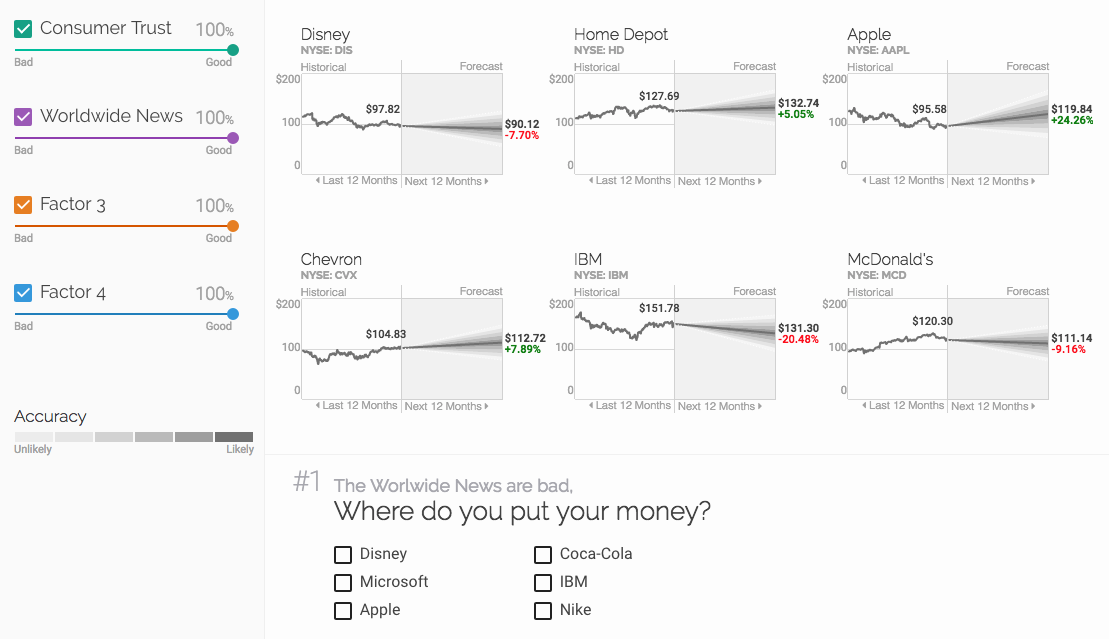 Consumer Trust 100%
Bad Good
Worldwide News 100%
Bad Good
Factor 3 100%
Bad Good
Factor 4 100%
Bad Good
Accuracy
Unlikely Likely
Disney
NYSE: DIS
Historical Forecast
$200
$97.82
100
$90.12
-7.70%
0
Last 12 Months Next 12 Months
Home Depot
NYSE: HD
Historical Forecast
$200
$127.69
100
$132.74
+5.05%
0
Last 12 Months Next 12 Months
Apple
NYSE: AAPL
Historical Forecast
$200
$95.58
100
$119.84
+24.26%
0
Last 12 Months Next 12 Months
Chevron
NYSE: CVX
Historical Forecast
$200
$104.83
100
$112.72
+7.89%
0
Last 12 Months Next 12 Months
IBM
NYSE: IBM
Historical Forecast
$200
$151.78
100
$131.30
-20.48%
0
Last 12 Months Next 12 Months
McDonald's
NYSE: MCD
Historical Forecast
$200
$120.30
100
$111.14
-9.16%
0
Last 12 Months Next 12 Months
#1 The Worlwide News are bad,
Where do you put your money?
Disney Coca-Cola
Microsoft IBM
Apple Nike